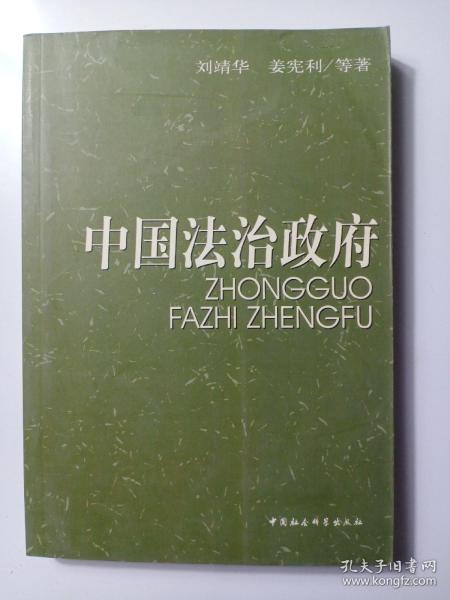 刘靖华 姜宪利/等著
中国法治政府
ZHONGGUO
FAZHI ZHENGFU
中国社会科学出版社
孔夫子旧书网
www.kongfz.com